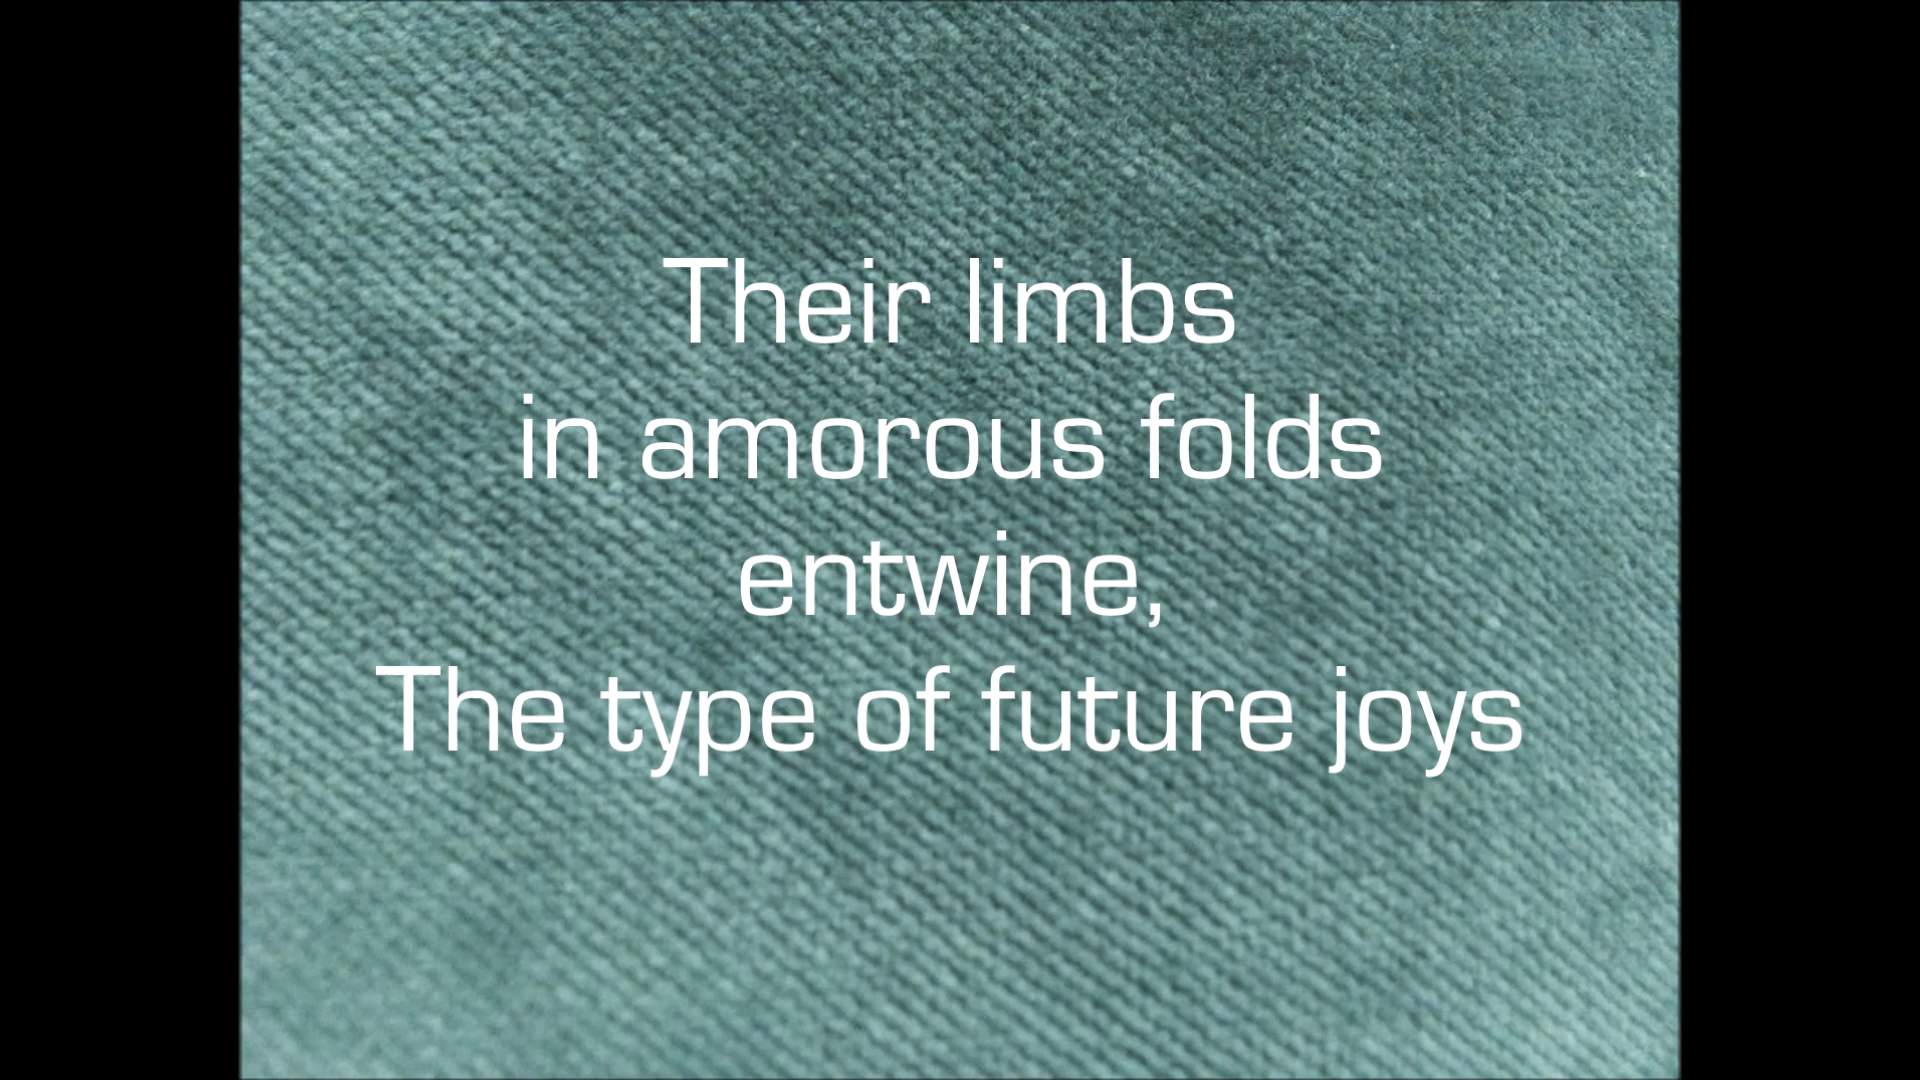 Their limbs
in amorous folds
entwine,
The type of future joys